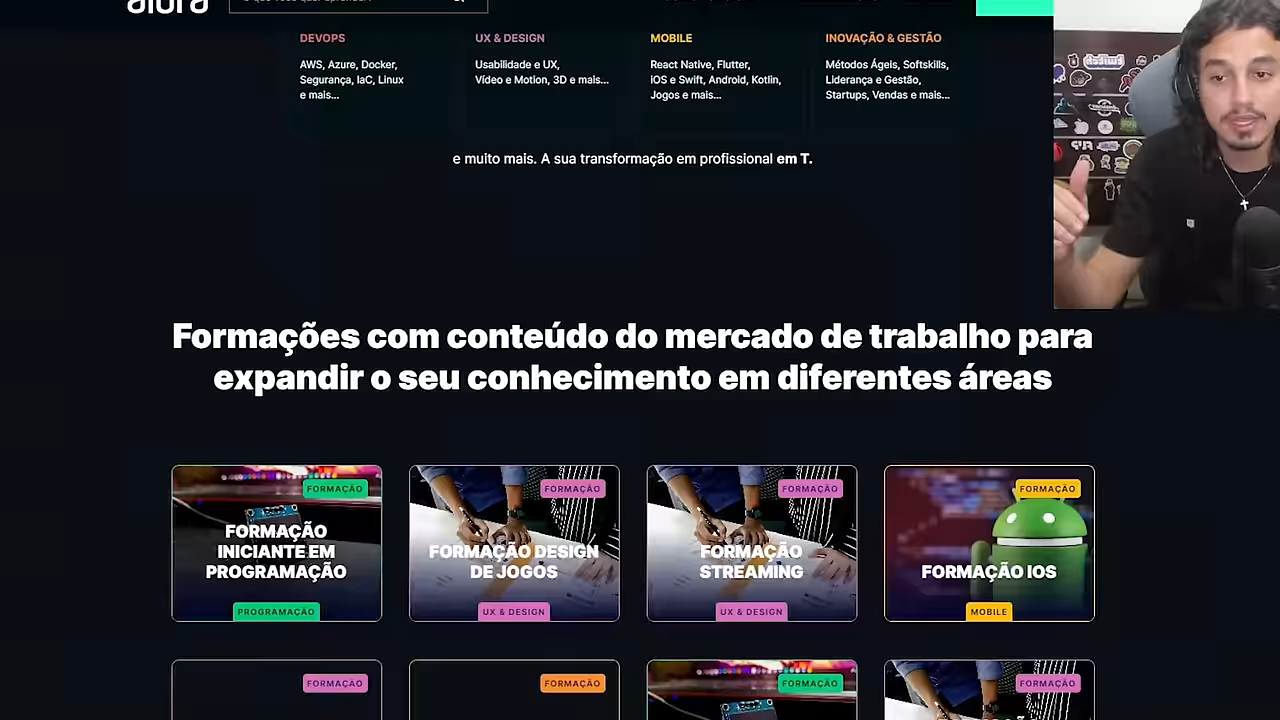 alura
DEVOPS
AWS, Azure, Docker,
Segurança, IaC, Linux
e mais...
UX & DESIGN
Usabilidade e UX,
Vídeo e Motion, 3D e mais...
MOBILE
React Native, Flutter,
iOS e Swift, Android, Kotlin,
Jogos e mais...
INOVAÇÃO & GESTÃO
Métodos Ágeis, Softskills,
Liderança e Gestão,
Startups, Vendas e mais...
e muito mais. A sua transformação em profissional em T.
Formações com conteúdo do mercado de trabalho para
expandir o seu conhecimento em diferentes áreas
FORMAÇÃO
FORMAÇÃO
INICIANTE EM
PROGRAMAÇÃO
PROGRAMAÇÃO
FORMAÇÃO
FORMAÇÃO DESIGN
DE JOGOS
UX & DESIGN
FORMAÇÃO
FORMAÇÃO
STREAMING
UX & DESIGN
FORMAÇÃO
FORMAÇÃO IOS
MOBILE
FORMAÇÃO
FORMAÇÃO
FORMAÇÃO
FORMAÇÃO